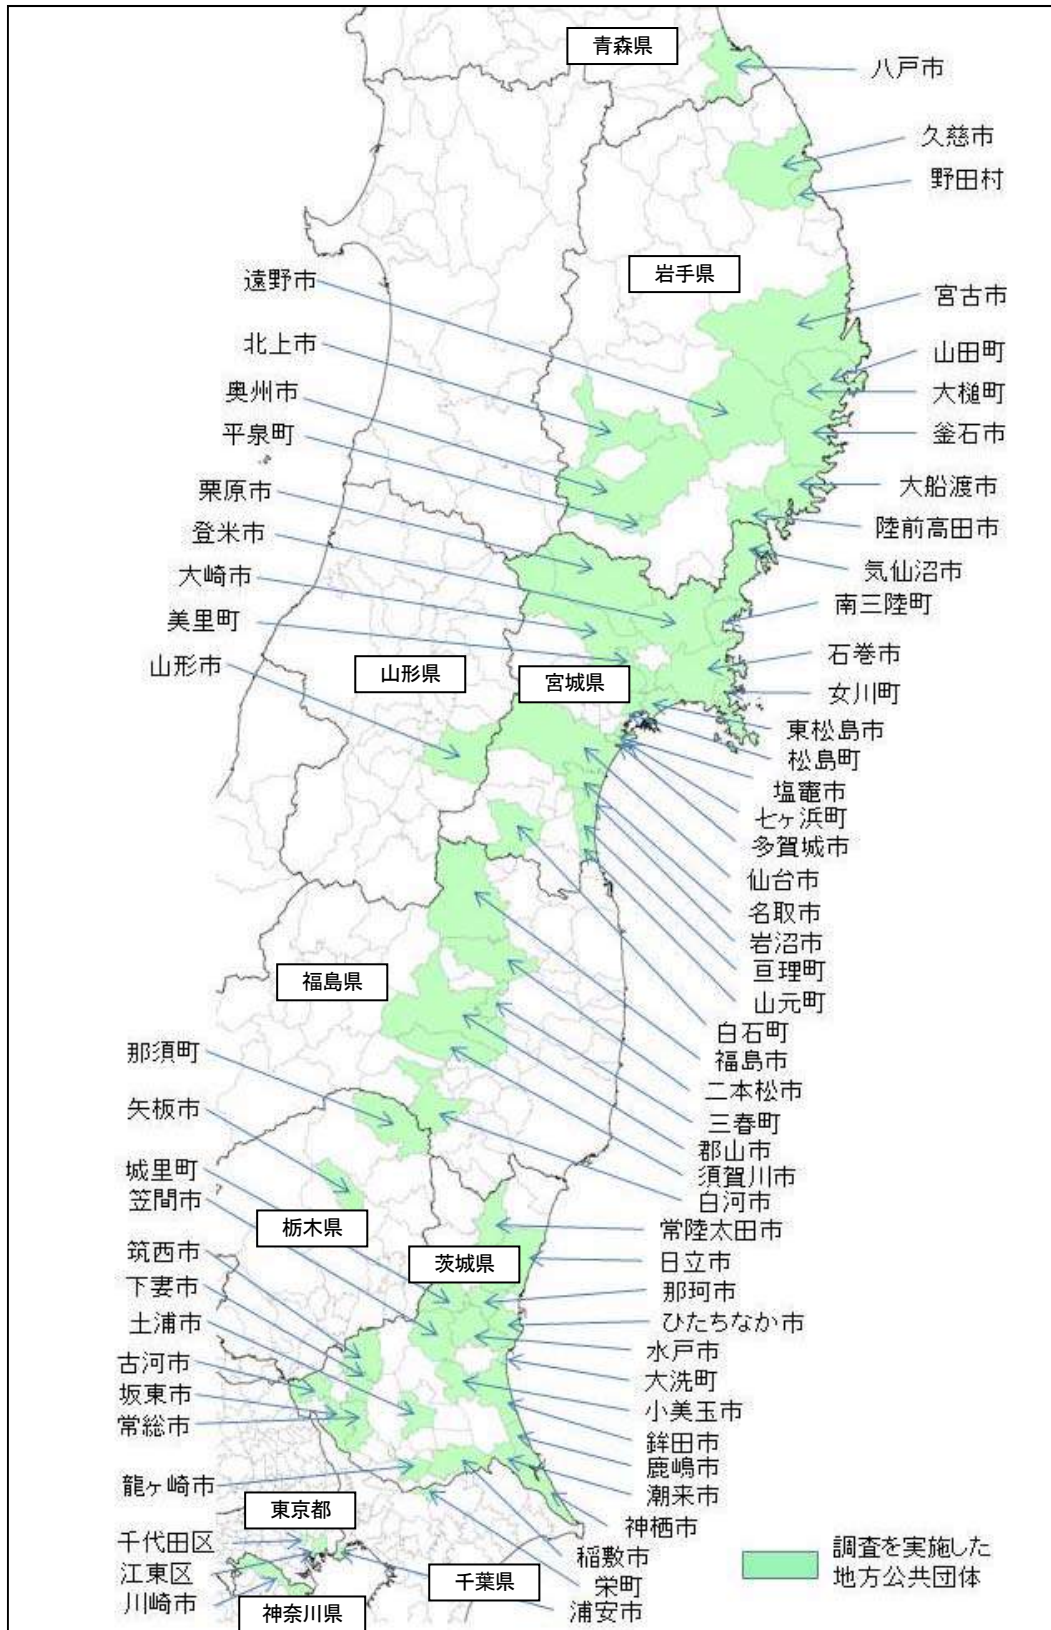 青森県
八戸市
久慈市
野田村
岩手県
遠野市
宮古市
北上市
山田町
奥州市
大槌町
平泉町
釜石市
栗原市
大船渡市
登米市
陸前高田市
大崎市
気仙沼市
美里町
南三陸町
山形市
山形県
宮城県
石巻市
女川町
東松島市
松島町
塩竈市
七ヶ浜町
多賀城市
仙台市
名取市
岩沼市
亘理町
山元町
福島県
白石町
福島市
那須町
二本松市
三春町
矢板市
郡山市
須賀川市
城里町
白河市
笠間市
栃木県
茨城県
常陸太田市
筑西市
日立市
下妻市
那珂市
土浦市
ひたちなか市
古河市
水戸市
坂東市
大洗町
常総市
小美玉市
鉾田市
鹿嶋市
龍ヶ崎市
潮来市
東京都
神栖市
千代田区
稲敷市
江東区
千葉県
栄町
川崎市
神奈川県
浦安市
調査を実施した
地方公共団体